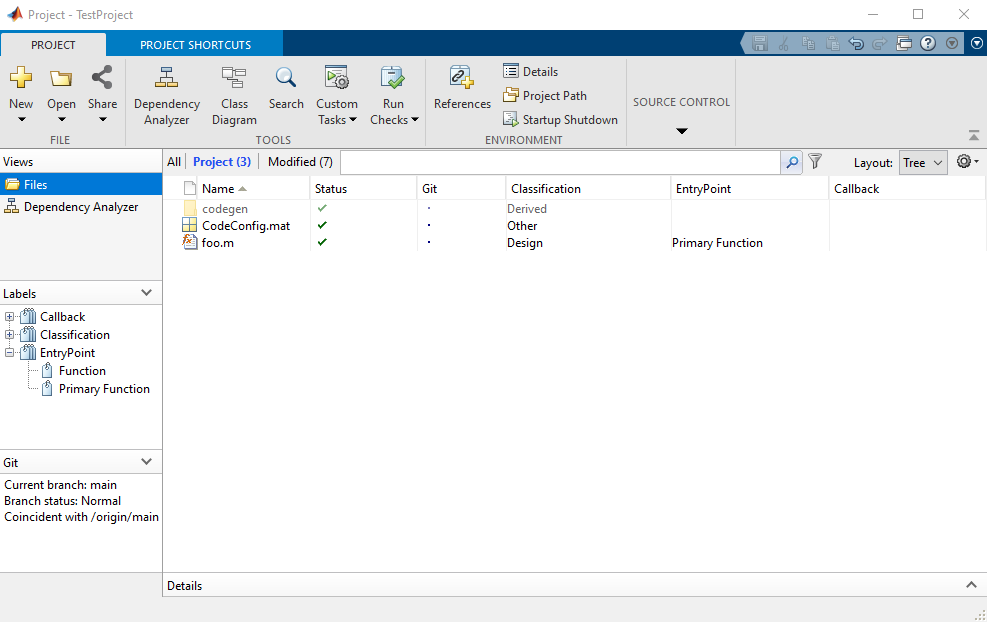 Project - TestProject
PROJECT PROJECT SHORTCUTS
New Open Share Dependency Analyzer Class Diagram Search Custom Tasks Run Checks References
Details
Project Path
Startup Shutdown
SOURCE CONTROL
FILE TOOLS ENVIRONMENT
Views
Files
Dependency Analyzer
All Project (3) Modified (7) Layout: Tree
Name Status Git Classification EntryPoint Callback
codegen Derived
CodeConfig.mat Other
foo.m Design Primary Function
Labels
Callback
Classification
EntryPoint
Function
Primary Function
Git
Current branch: main
Branch status: Normal
Coincident with /origin/main
Details